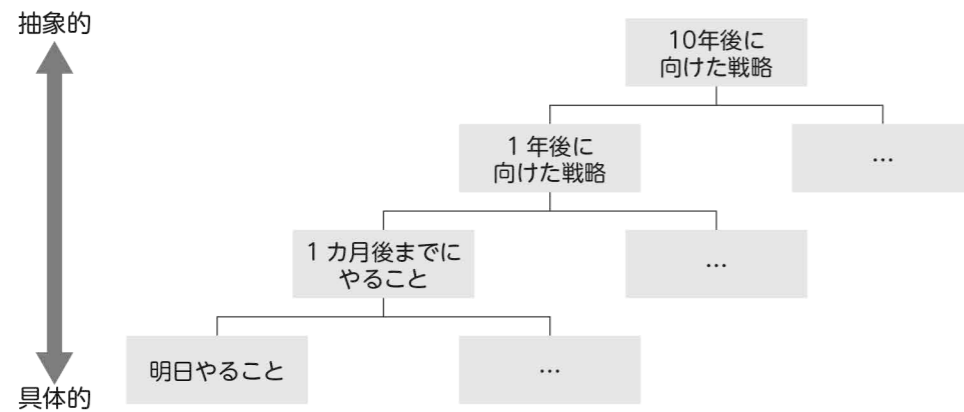 抽象的
10年後に
向けた戦略
1年後に
向けた戦略
…
1カ月後までに
やること
…
明日やること
…
具体的